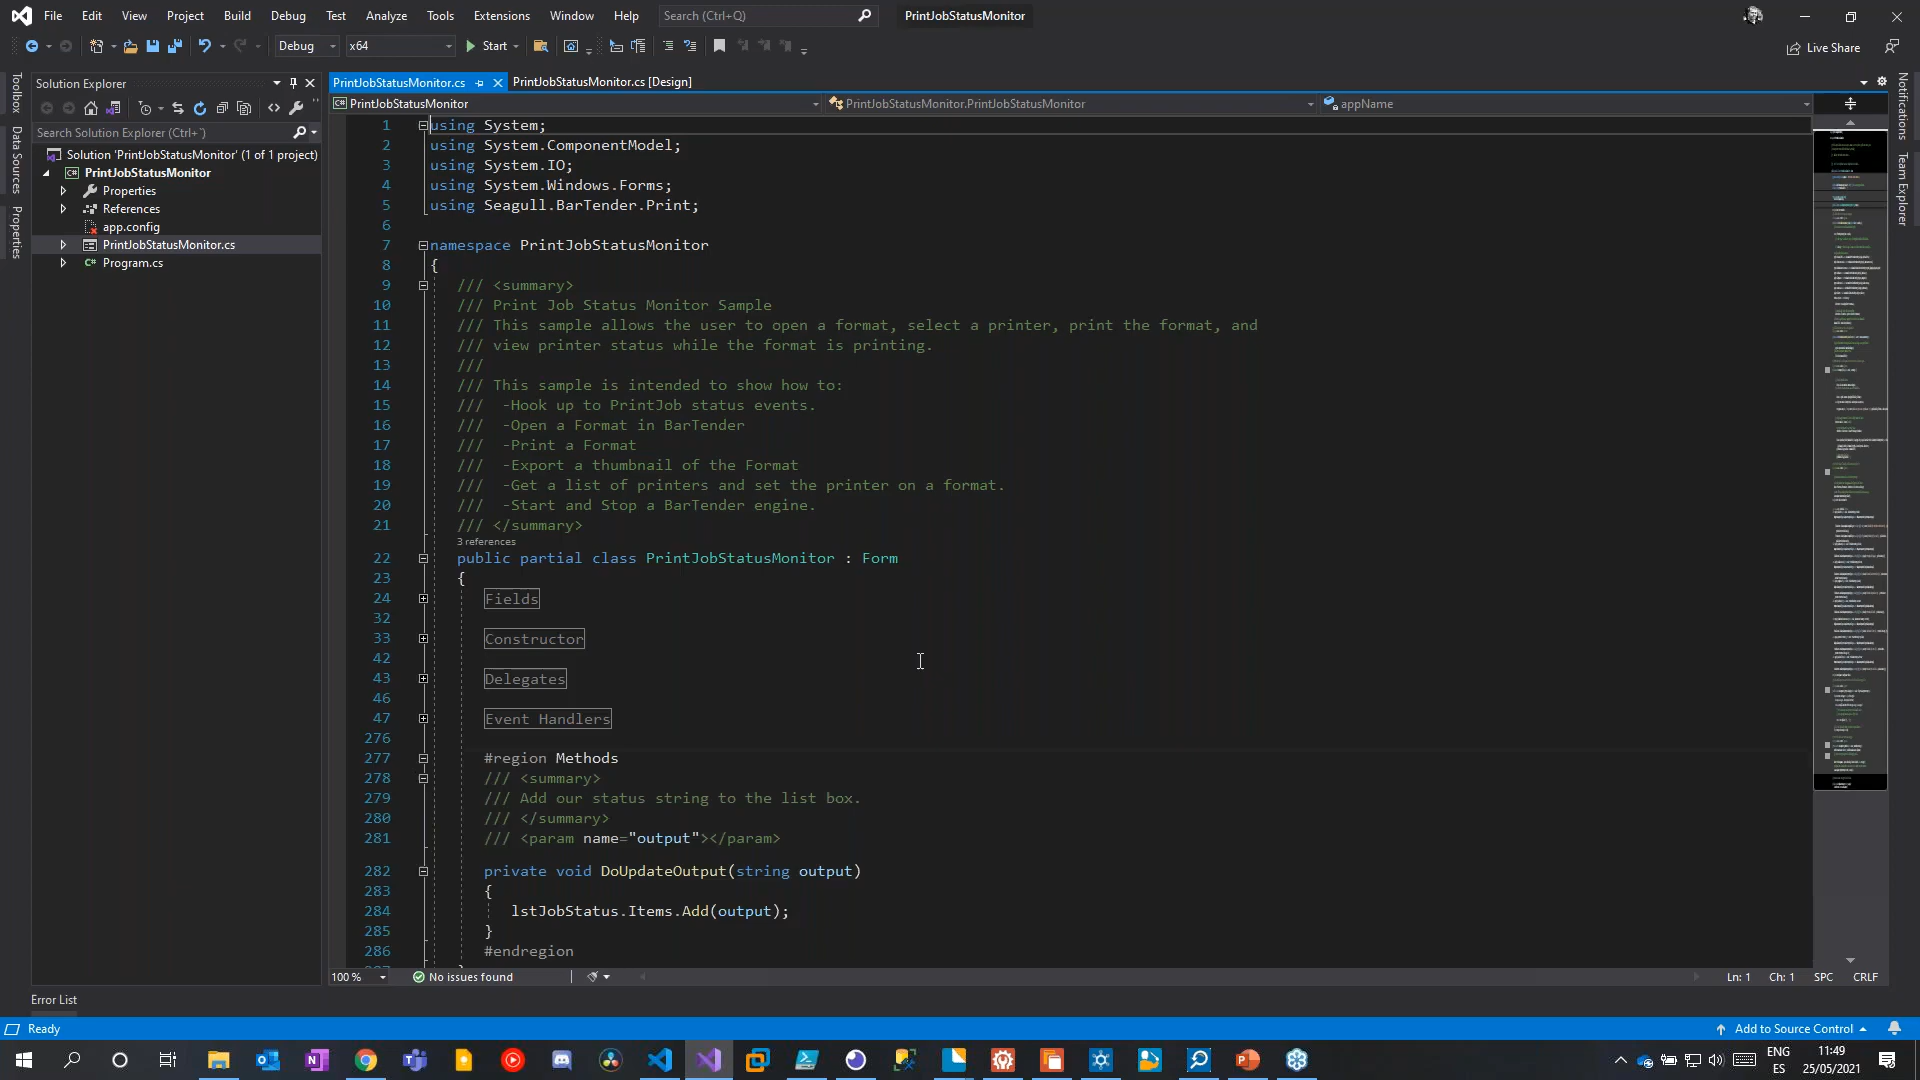 File Edit View Project Build Debug Test Analyze Tools Extensions Window Help Search (Ctrl+Q) PrintJobStatusMonitor
Debug x64 Start Live Share
Solution Explorer
Search Solution Explorer (Ctrl+´)
Solution 'PrintJobStatusMonitor' (1 of 1 project)
PrintJobStatusMonitor
Properties
References
app.config
PrintJobStatusMonitor.cs
Program.cs
Toolbox
Data Sources
Properties
PrintJobStatusMonitor.cs PrintJobStatusMonitor.cs [Design]
PrintJobStatusMonitor PrintJobStatusMonitor.PrintJobStatusMonitor appName
1 using System;
2 using System.ComponentModel;
3 using System.IO;
4 using System.Windows.Forms;
5 using Seagull.BarTender.Print;
6
7 namespace PrintJobStatusMonitor
8 {
9 /// <summary>
10 /// Print Job Status Monitor Sample
11 /// This sample allows the user to open a format, select a printer, print the format, and
12 /// view printer status while the format is printing.
13 ///
14 /// This sample is intended to show how to:
15 /// -Hook up to PrintJob status events.
16 /// -Open a Format in BarTender
17 /// -Print a Format
18 /// -Export a thumbnail of the Format
19 /// -Get a list of printers and set the printer on a format.
20 /// -Start and Stop a BarTender engine.
21 /// </summary>
3 references
22 public partial class PrintJobStatusMonitor : Form
23 {
24 Fields
32
33 Constructor
42
43 Delegates
46
47 Event Handlers
276
277 #region Methods
278 /// <summary>
279 /// Add our status string to the list box.
280 /// </summary>
281 /// <param name="output"></param>
282 private void DoUpdateOutput(string output)
283 {
284 lstJobStatus.Items.Add(output);
285 }
286 #endregion
100 % No issues found Ln: 1 Ch: 1 SPC CRLF
Notifications
Team Explorer
Error List
Ready Add to Source Control
ENG
ES
11:49
25/05/2021